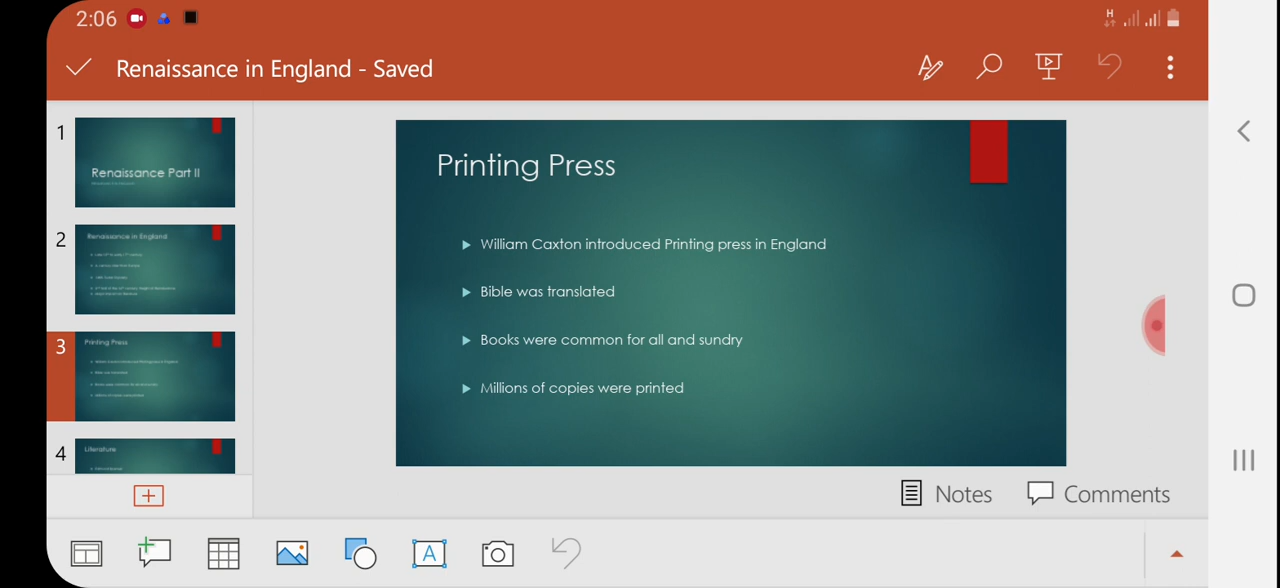 2:06
H
Renaissance in England - Saved
1
Renaissance Part II
2
Renaissance in England
3
Printing Press
4
Literature
Printing Press
William Caxton introduced Printing press in England
Bible was translated
Books were common for all and sundry
Millions of copies were printed
Notes
Comments
A